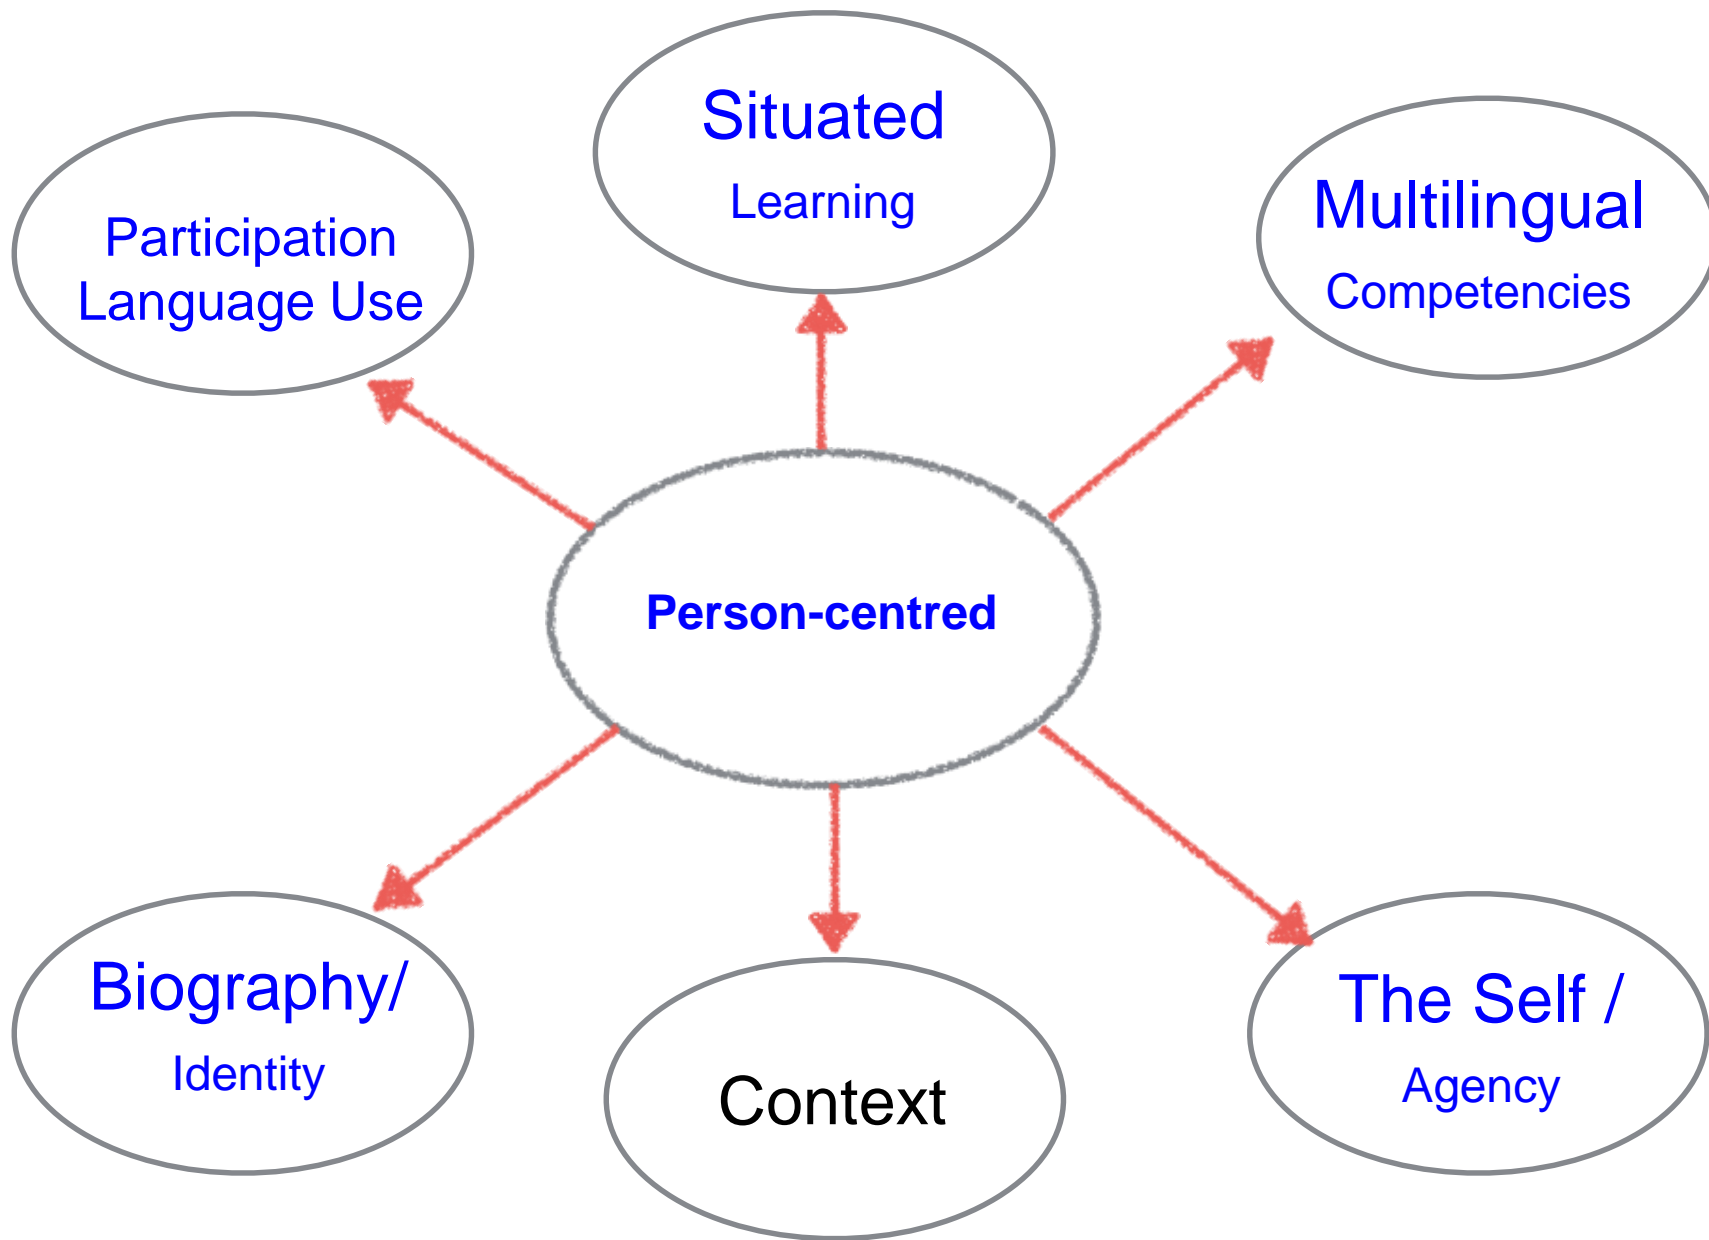 Situated
Learning
Participation
Language Use
Multilingual
Competencies
Person-centred
Biography/
Identity
Context
The Self /
Agency